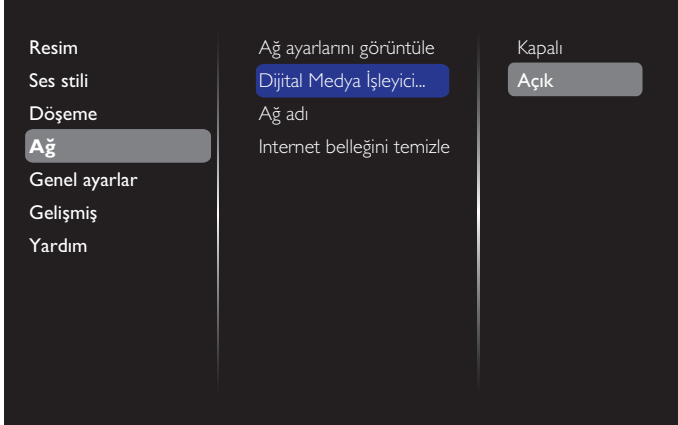 Resim
Ses stili
Döşeme
Ağ
Genel ayarlar
Gelişmiş
Yardım
Ağ ayarlarını görüntüle
Dijital Medya İşleyici...
Ağ adı
Internet belleğini temizle
Kapalı
Açık